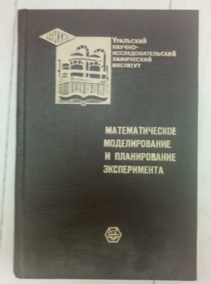 Уральский
научно-
исследовательский
химический
институт
МАТЕМАТИЧЕСКОЕ
МОДЕЛИРОВАНИЕ
И ПЛАНИРОВАНИЕ
ЭКСПЕРИМЕНТА